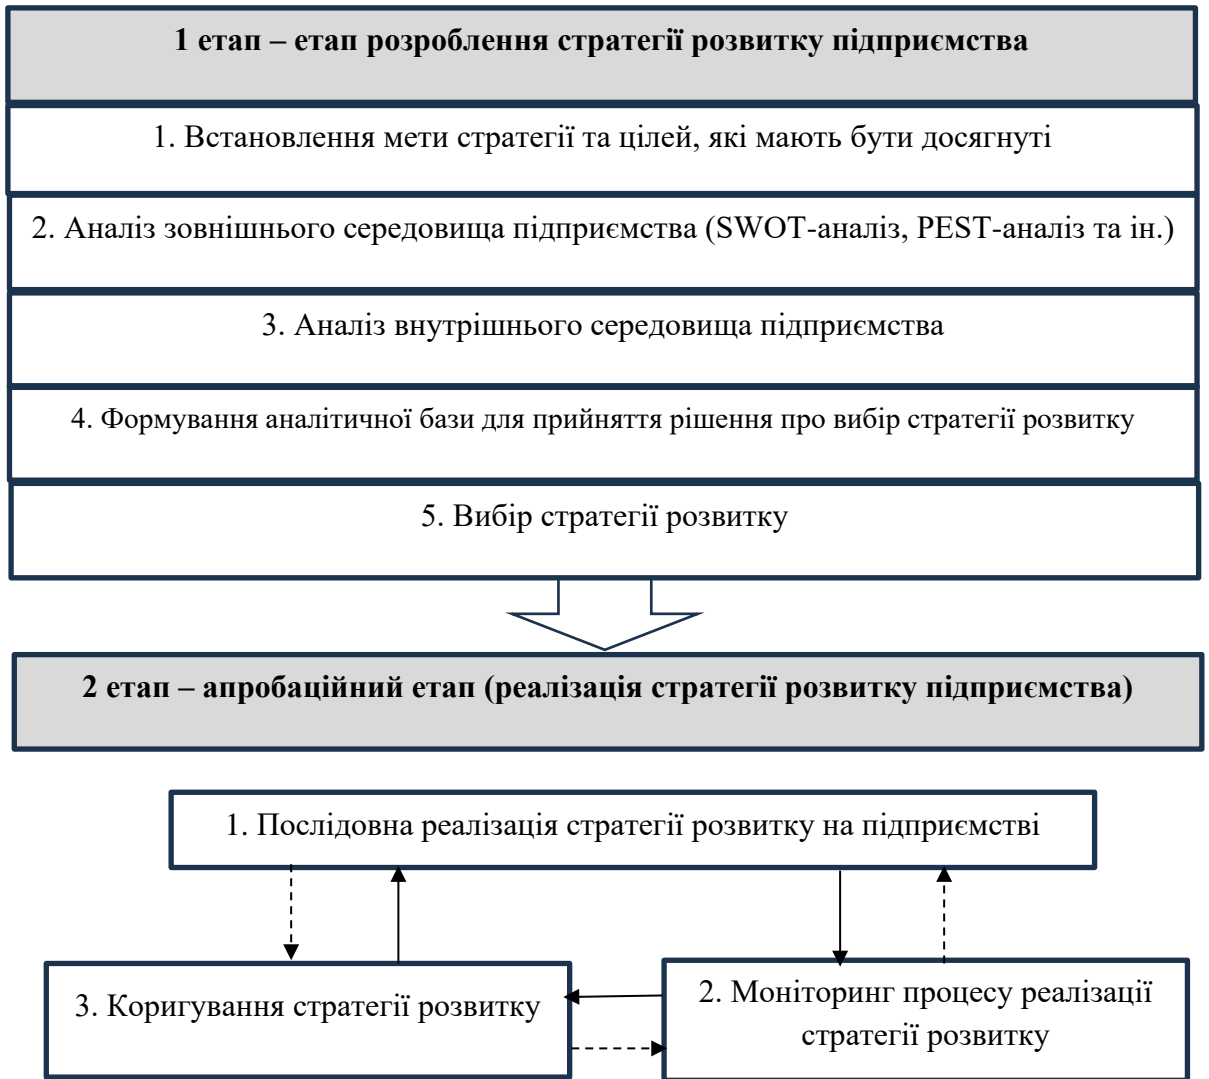 1 етап – етап розроблення стратегії розвитку підприємства
1. Встановлення мети стратегії та цілей, які мають бути досягнуті
2. Аналіз зовнішнього середовища підприємства (SWOT-аналіз, PEST-аналіз та ін.)
3. Аналіз внутрішнього середовища підприємства
4. Формування аналітичної бази для прийняття рішення про вибір стратегії розвитку
5. Вибір стратегії розвитку
2 етап – апробаційний етап (реалізація стратегії розвитку підприємства)
1. Послідовна реалізація стратегії розвитку на підприємстві
3. Коригування стратегії розвитку
2. Моніторинг процесу реалізації
стратегії розвитку